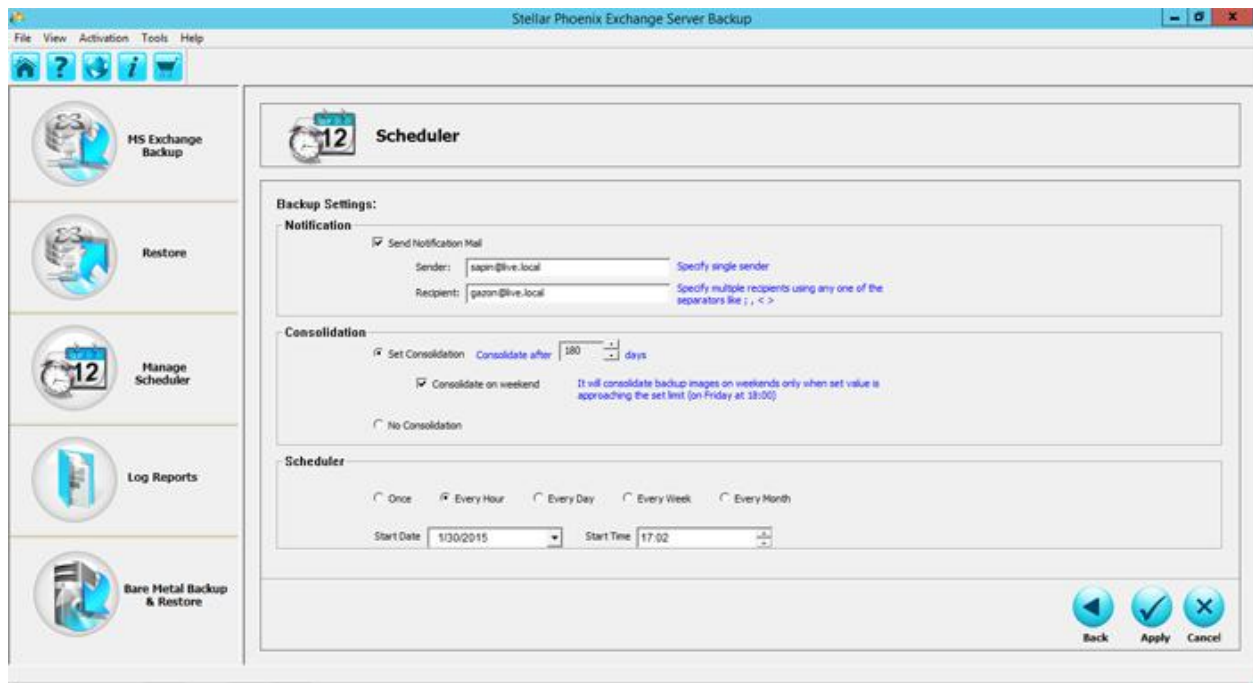 Stellar Phoenix Exchange Server Backup
File View Activation Tools Help
MS Exchange
Backup
Restore
12
Manage
Scheduler
Log Reports
Bare Metal Backup
& Restore
12 Scheduler
Backup Settings:
Notification
Send Notification Mail
Sender: sapin@live.local Specify single sender
Recipient: gazon@live.local Specify multiple recipients using any one of the
separators like ; , < >
Consolidation
Set Consolidation Consolidate after 180 days
Consolidate on weekend It will consolidate backup images on weekends only when set value is
approaching the set limit (on Friday at 18:00)
No Consolidation
Scheduler
Once Every Hour Every Day Every Week Every Month
Start Date 1/30/2015 Start Time 17:02
Back Apply Cancel